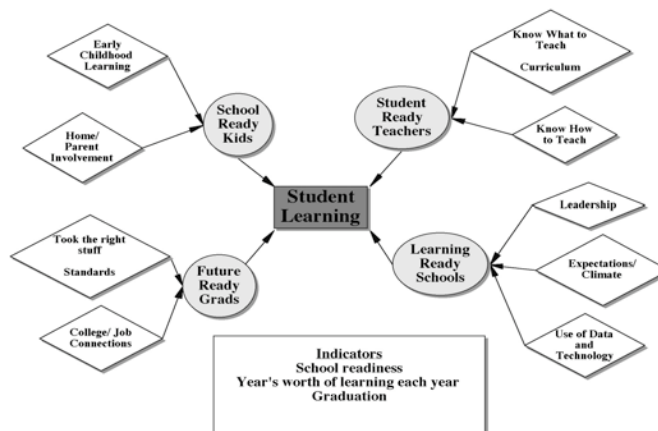 Early
Childhood
Learning
Home/
Parent
Involvement
School
Ready
Kids
Student
Ready
Teachers
Know What to
Teach
Curriculum
Know How
to Teach
Student
Learning
Took the right
stuff
Standards
College/ Job
Connections
Future
Ready
Grads
Learning
Ready
Schools
Leadership
Expectations/
Climate
Use of Data
and
Technology
Indicators
School readiness
Year's worth of learning each year
Graduation